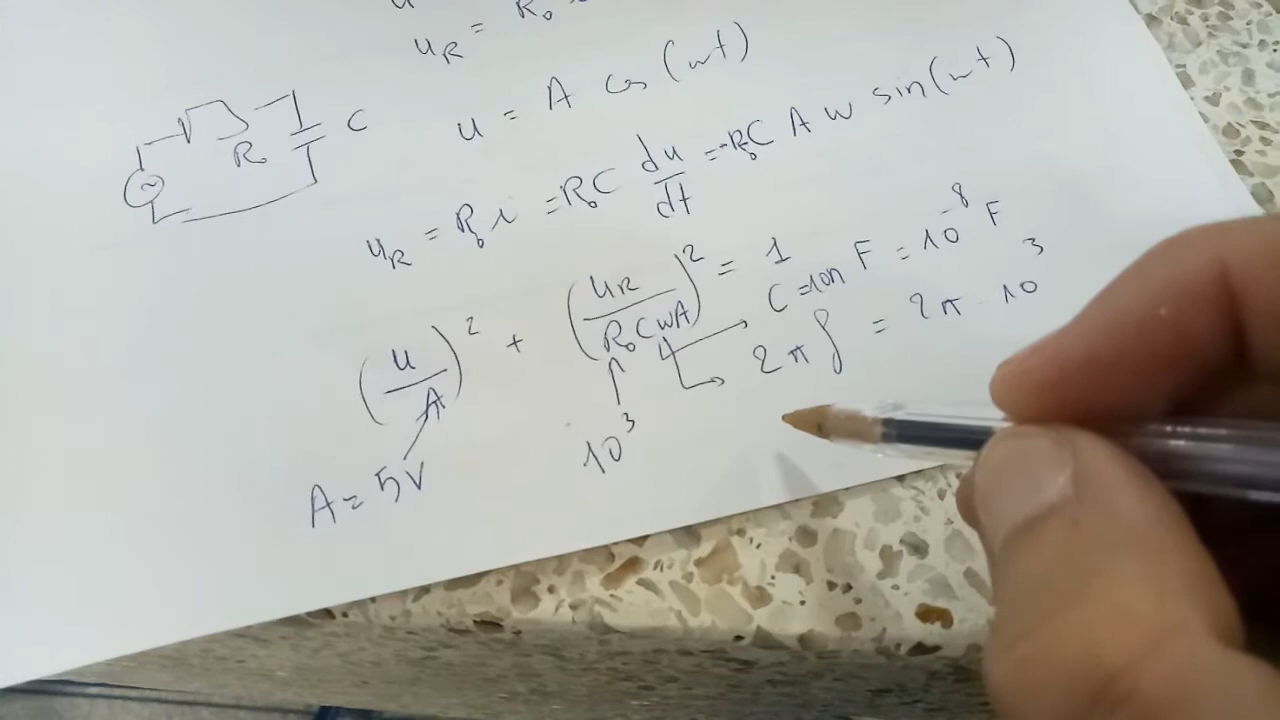 u
u_R = R₀
u = A cos(wt)
R₀ C
u_R = R₀ i = R₀C du/dt = -R₀C A w sin(wt)
(u/A)² + (u_R/(R₀CwA))² = 1
C = 10n F = 10⁻⁸ F
2π f = 2π 10³
10³
A = 5V